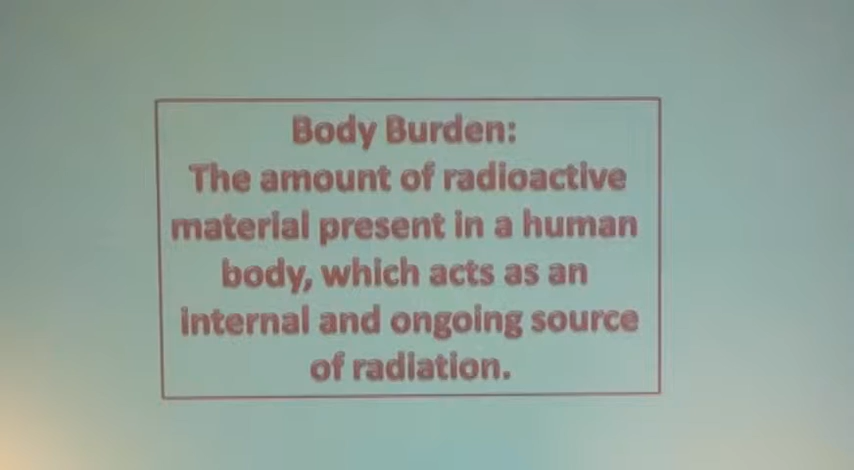 Body Burden:
The amount of radioactive
material present in a human
body, which acts as an
internal and ongoing source
of radiation.